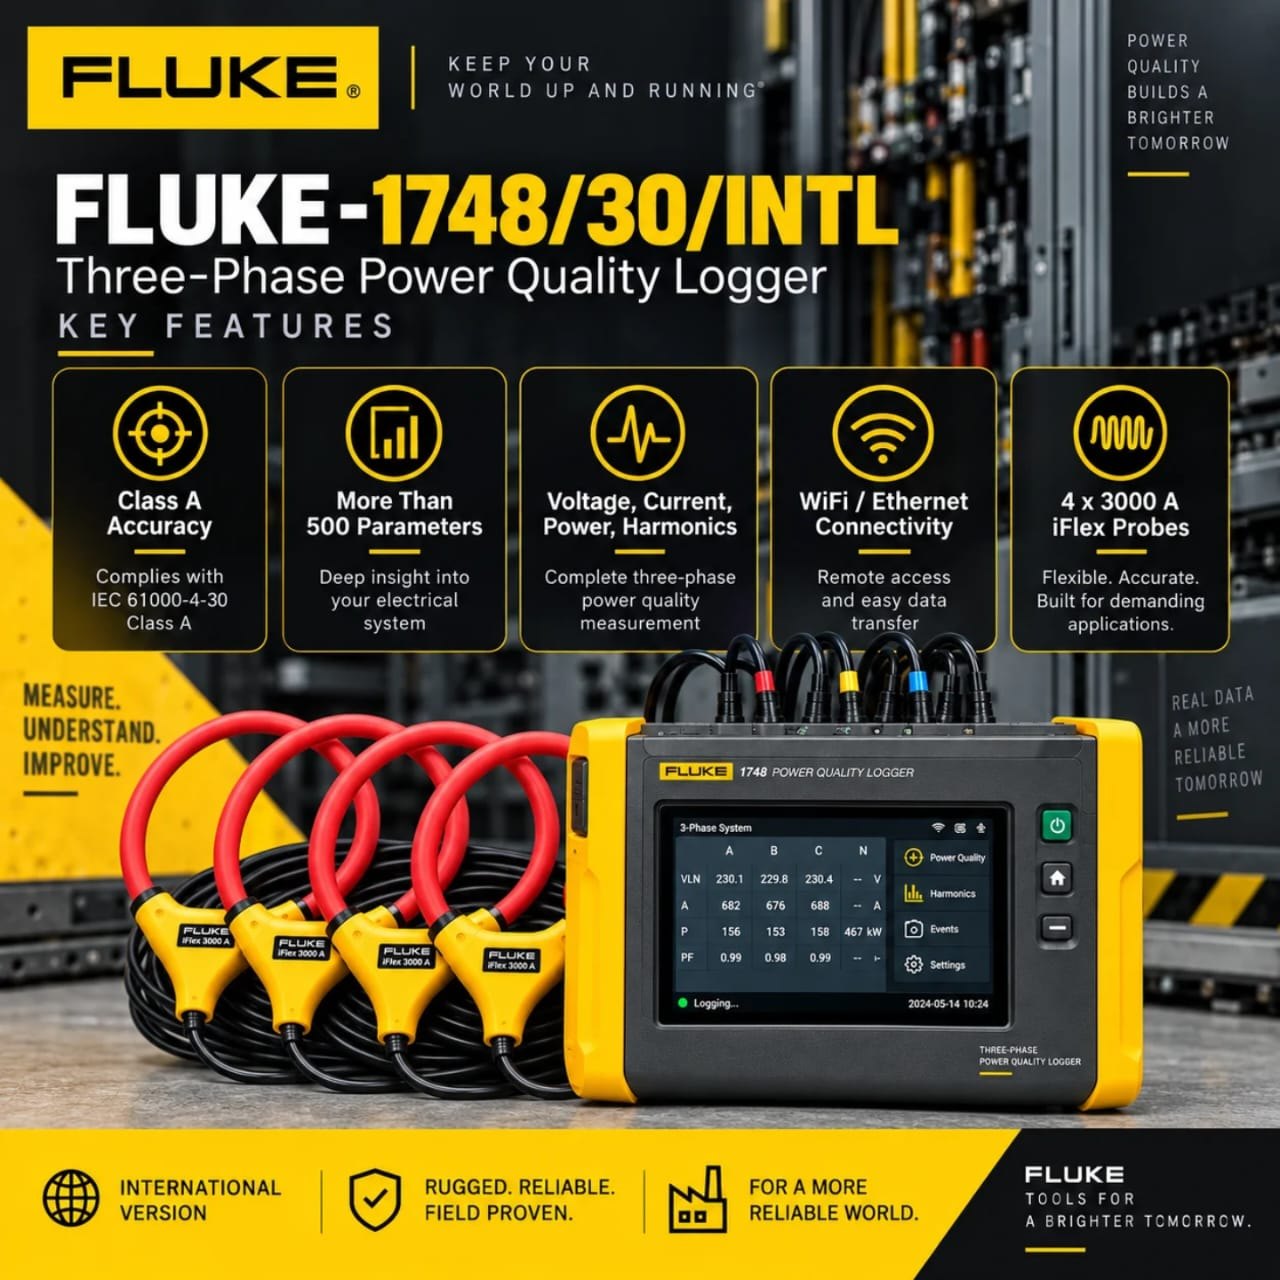 FLUKE®
KEEP YOUR
WORLD UP AND RUNNING®
POWER
QUALITY
BUILDS A
BRIGHTER
TOMORROW
FLUKE-1748/30/INTL
Three-Phase Power Quality Logger
KEY FEATURES
Class A
Accuracy
Complies with
IEC 61000-4-30
Class A
More Than
500 Parameters
Deep insight into
your electrical
system
Voltage, Current,
Power, Harmonics
Complete three-phase
power quality
measurement
WiFi / Ethernet
Connectivity
Remote access
and easy data
transfer
4 x 3000 A
iFlex Probes
Flexible. Accurate.
Built for demanding
applications.
MEASURE.
UNDERSTAND.
IMPROVE.
REAL DATA
A MORE
RELIABLE
TOMORROW
FLUKE
iFlex 3000 A
FLUKE
iFlex 3000 A
FLUKE
iFlex 3000 A
FLUKE
iFlex 3000 A
FLUKE 1748 POWER QUALITY LOGGER
3-Phase System
A B C N
VLN 230.1 229.8 230.4 -- V
A 682 676 688 -- A
P 156 153 158 467 kW
PF 0.99 0.98 0.99 --
Power Quality
Harmonics
Events
Settings
Logging... 2024-05-14 10:24
THREE-PHASE
POWER QUALITY LOGGER
INTERNATIONAL
VERSION
RUGGED. RELIABLE.
FIELD PROVEN.
FOR A MORE
RELIABLE WORLD.
FLUKE
TOOLS FOR
A BRIGHTER TOMORROW.